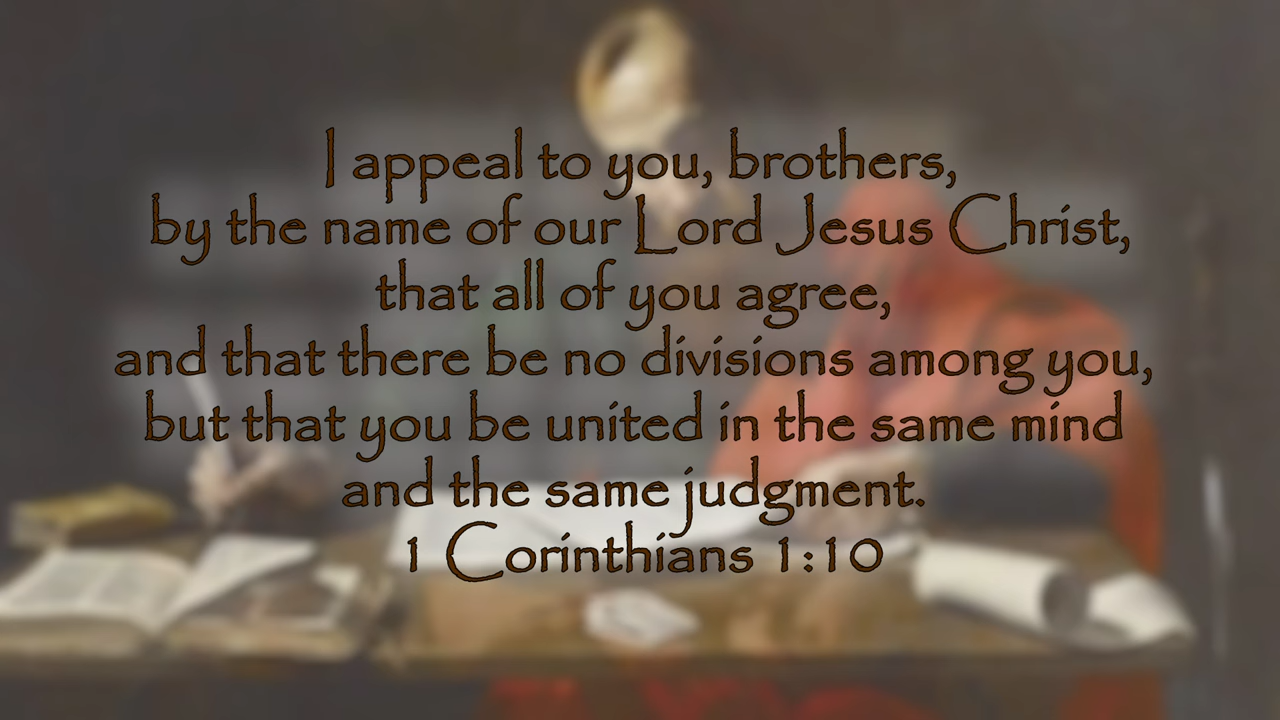 I appeal to you, brothers,
by the name of our Lord Jesus Christ,
that all of you agree,
and that there be no divisions among you,
but that you be united in the same mind
and the same judgment.
1 Corinthians 1:10